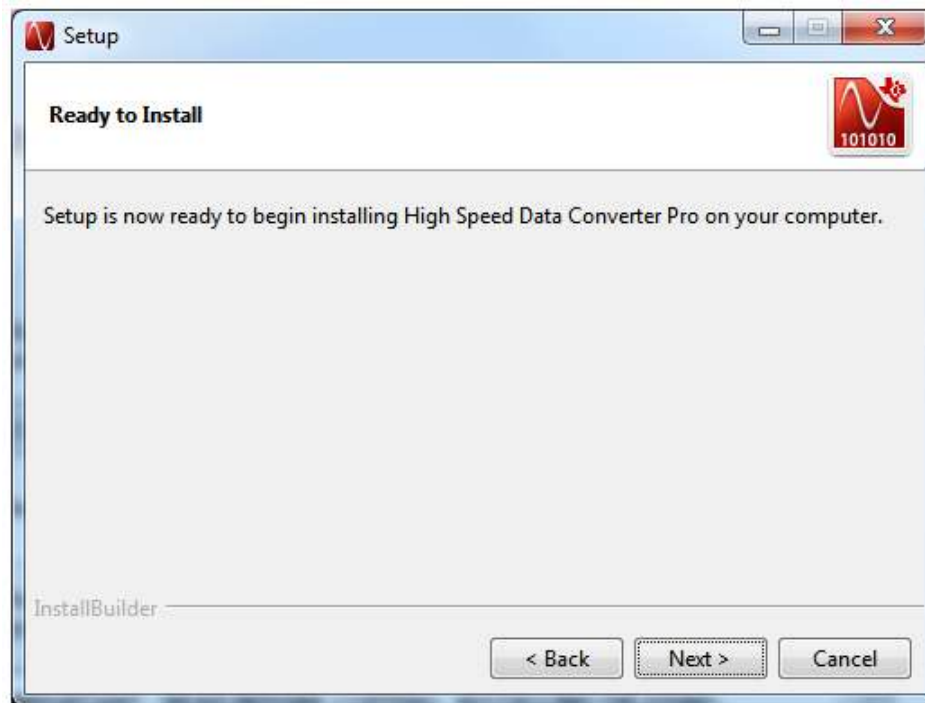 Setup
Ready to Install
101010
Setup is now ready to begin installing High Speed Data Converter Pro on your computer.
InstallBuilder
< Back Next > Cancel